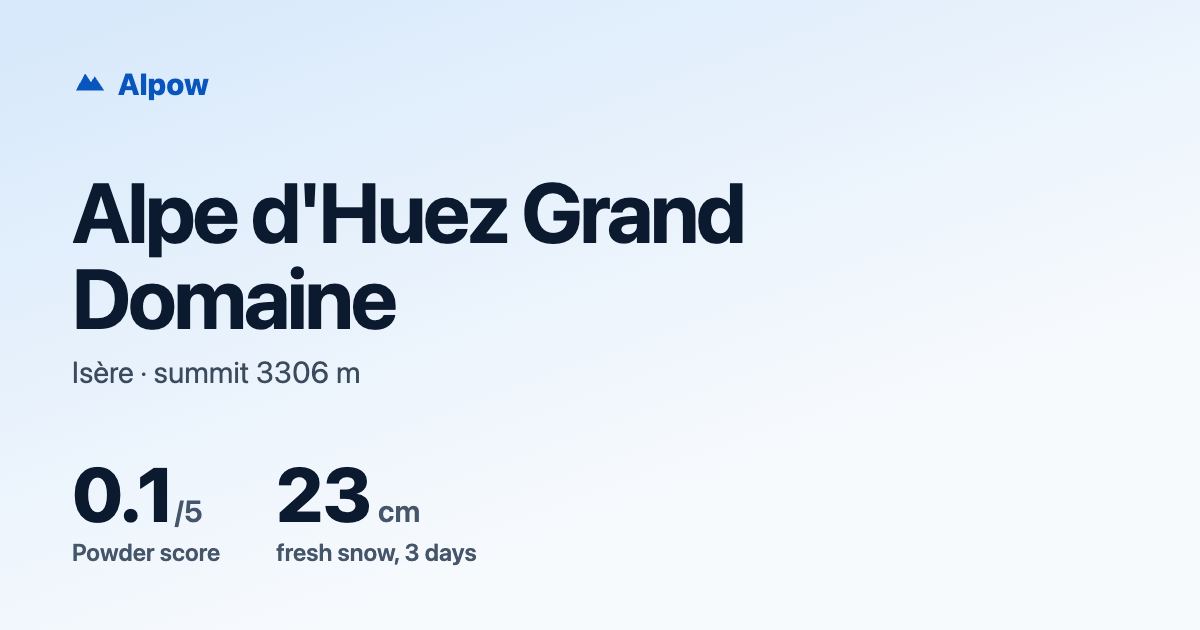 Alpow
Alpe d'Huez Grand
Domaine
Isère · summit 3306 m
0.1/5 23 cm
Powder score fresh snow, 3 days